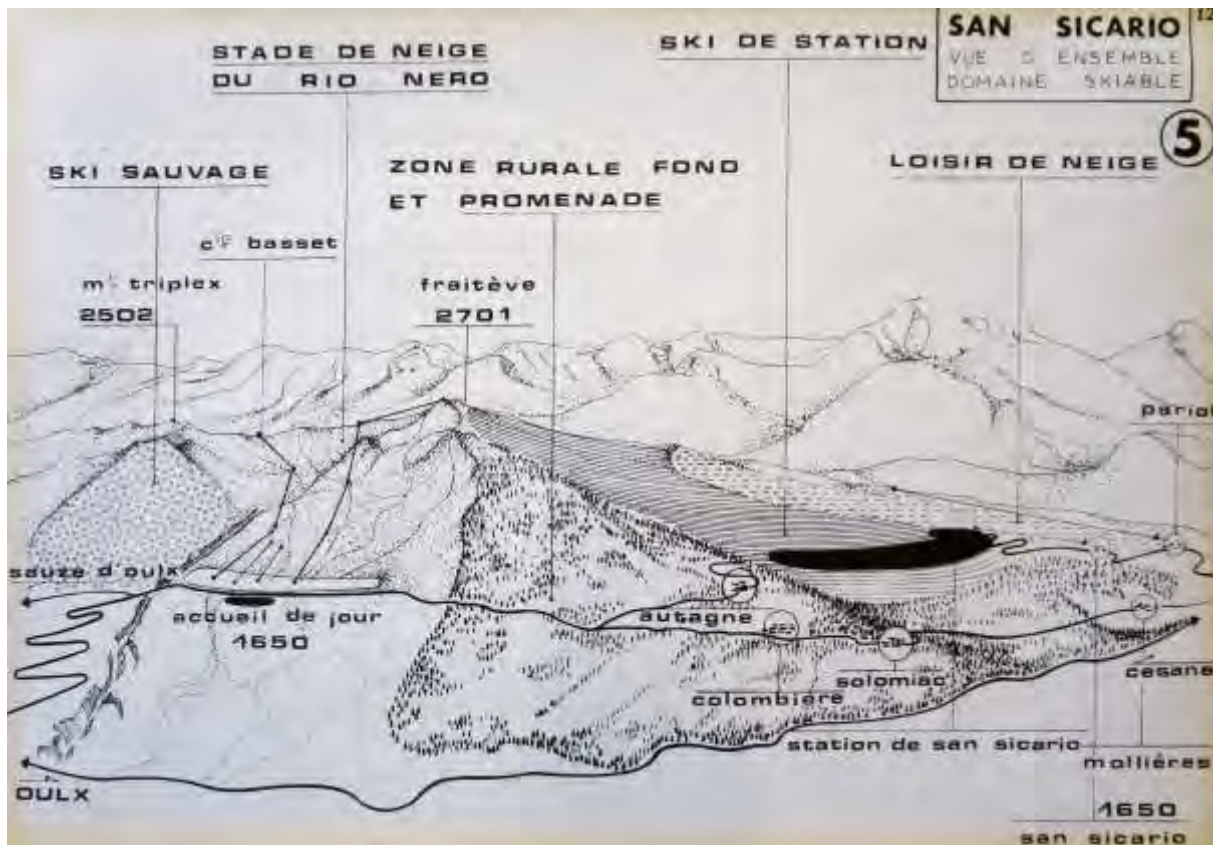 SAN SICARIO
VUE D ENSEMBLE
DOMAINE SKIABLE
12
5
STADE DE NEIGE
DU RIO NERO
SKI DE STATION
SKI SAUVAGE
ZONE RURALE FOND
ET PROMENADE
LOISIR DE NEIGE
basset
triplex
2502
fraitève
2701
pariol
sauze d'oulx
accueil de jour
1650
autagne
colombière
solomiac
cesana
station de san sicario
mollières
OULX
1650
san sicario